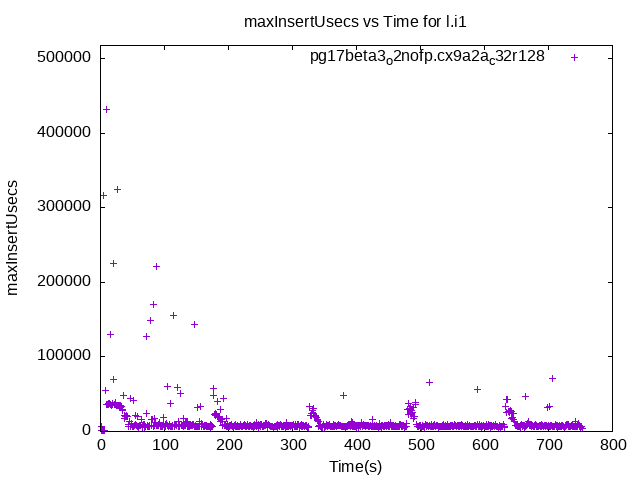 maxInsertUsecs vs Time for l.i1
pg17beta3o2nofp.cx9a2ac32r128
500000
400000
300000
200000
100000
0
maxInsertUsecs
0 100 200 300 400 500 600 700 800
Time(s)